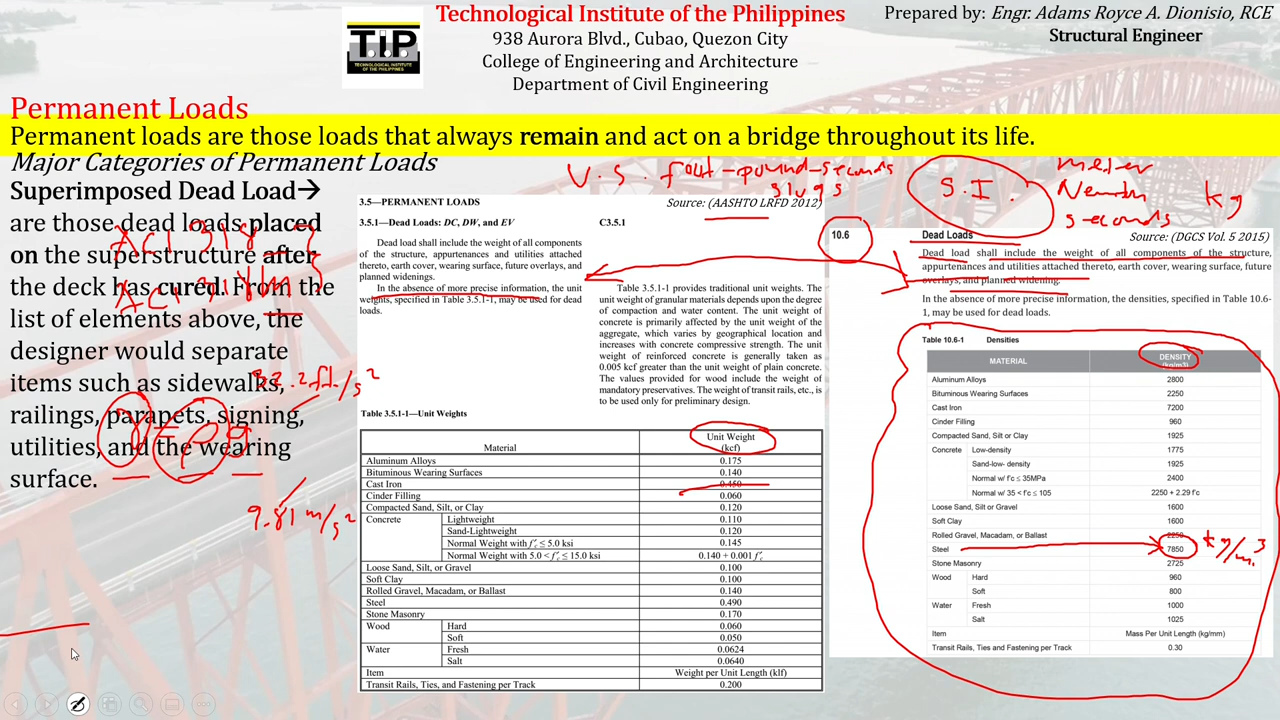 Technological Institute of the Philippines
938 Aurora Blvd., Cubao, Quezon City
College of Engineering and Architecture
Department of Civil Engineering
Prepared by: Engr. Adams Royce A. Dionisio, RCE
Structural Engineer
TIP
TECHNOLOGICAL INSTITUTE
OF THE PHILIPPINES
Permanent Loads
Permanent loads are those loads that always remain and act on a bridge throughout its life.
Major Categories of Permanent Loads
Superimposed Dead Load→
are those dead loads placed
on the superstructure after
the deck has cured. From the
list of elements above, the
designer would separate
items such as sidewalks,
railings, parapets, signing,
utilities, and the wearing
surface.
ACI 318
ACI 318M
32.2 ft/s²
γ = ρg
9.81 m/s²
U.S. foot-pound-seconds
slugs
S.I.
meter
Newton
seconds
kg
3.5—PERMANENT LOADS
Source: (AASHTO LRFD 2012)
3.5.1—Dead Loads: DC, DW, and EV
C3.5.1
Dead load shall include the weight of all components
of the structure, appurtenances and utilities attached
thereto, earth cover, wearing surface, future overlays, and
planned widenings.
In the absence of more precise information, the unit
weights, specified in Table 3.5.1-1, may be used for dead
loads.
Table 3.5.1-1 provides traditional unit weights. The
unit weight of granular materials depends upon the degree
of compaction and water content. The unit weight of
concrete is primarily affected by the unit weight of the
aggregate, which varies by geographical location and
increases with concrete compressive strength. The unit
weight of reinforced concrete is generally taken as
0.005 kcf greater than the unit weight of plain concrete.
The values provided for wood include the weight of
mandatory preservatives. The weight of transit rails, etc., is
to be used only for preliminary design.
Table 3.5.1-1—Unit Weights
Material Unit Weight (kcf)
Aluminum Alloys 0.175
Bituminous Wearing Surfaces 0.140
Cast Iron 0.450
Cinder Filling 0.060
Compacted Sand, Silt, or Clay 0.120
Concrete Lightweight 0.110
Sand-Lightweight 0.120
Normal Weight with f′c ≤ 5.0 ksi 0.145
Normal Weight with 5.0 < f′c ≤ 15.0 ksi 0.140 + 0.001 f′c
Loose Sand, Silt, or Gravel 0.100
Soft Clay 0.100
Rolled Gravel, Macadam, or Ballast 0.140
Steel 0.490
Stone Masonry 0.170
Wood Hard 0.060
Soft 0.050
Water Fresh 0.0624
Salt 0.0640
Item Weight per Unit Length (klf)
Transit Rails, Ties, and Fastening per Track 0.200
10.6 Dead Loads
Source: (DGCS Vol. 5 2015)
Dead load shall include the weight of all components of the structure,
appurtenances and utilities attached thereto, earth cover, wearing surface, future
overlays, and planned widening.
In the absence of more precise information, the densities, specified in Table 10.6-
1, may be used for dead loads.
Table 10.6-1 Densities
MATERIAL DENSITY (kg/m3)
Aluminum Alloys 2800
Bituminous Wearing Surfaces 2250
Cast Iron 7200
Cinder Filling 960
Compacted Sand, Silt or Clay 1925
Concrete Low-density 1775
Sand-low- density 1925
Normal w/ f'c ≤ 35MPa 2400
Normal w/ 35 < f'c ≤ 105 2250 + 2.29 f'c
Loose Sand, Silt or Gravel 1600
Soft Clay 1600
Rolled Gravel, Macadam, or Ballast 2250
Steel 7850
kg/m³
Stone Masonry 2725
Wood Hard 960
Soft 800
Water Fresh 1000
Salt 1025
Item Mass Per Unit Length (kg/mm)
Transit Rails, Ties and Fastening per Track 0.30